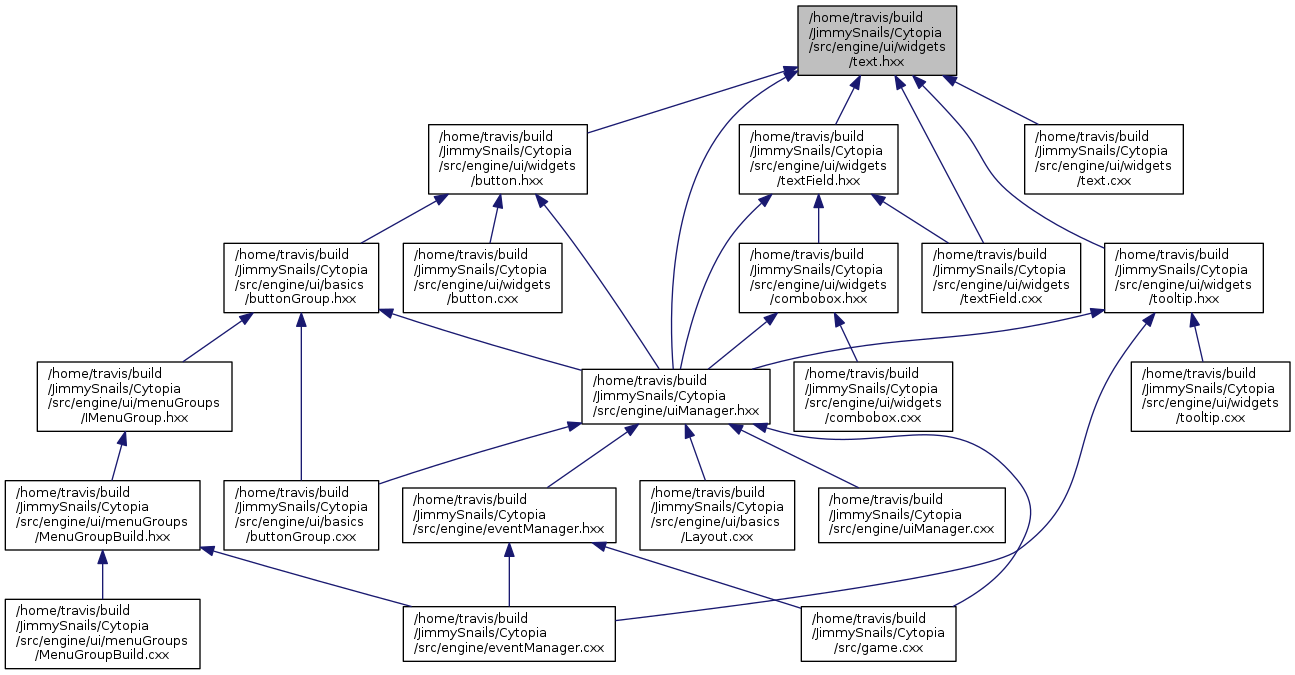 /home/travis/build
/JimmySnails/Cytopia
/src/engine/ui/widgets
/text.hxx
/home/travis/build
/JimmySnails/Cytopia
/src/engine/ui/widgets
/button.hxx
/home/travis/build
/JimmySnails/Cytopia
/src/engine/ui/widgets
/textField.hxx
/home/travis/build
/JimmySnails/Cytopia
/src/engine/ui/widgets
/text.cxx
/home/travis/build
/JimmySnails/Cytopia
/src/engine/ui/basics
/buttonGroup.hxx
/home/travis/build
/JimmySnails/Cytopia
/src/engine/ui/widgets
/button.cxx
/home/travis/build
/JimmySnails/Cytopia
/src/engine/ui/widgets
/combobox.hxx
/home/travis/build
/JimmySnails/Cytopia
/src/engine/ui/widgets
/textField.cxx
/home/travis/build
/JimmySnails/Cytopia
/src/engine/ui/widgets
/tooltip.hxx
/home/travis/build
/JimmySnails/Cytopia
/src/engine/ui/menuGroups
/IMenuGroup.hxx
/home/travis/build
/JimmySnails/Cytopia
/src/engine/uiManager.hxx
/home/travis/build
/JimmySnails/Cytopia
/src/engine/ui/widgets
/combobox.cxx
/home/travis/build
/JimmySnails/Cytopia
/src/engine/ui/widgets
/tooltip.cxx
/home/travis/build
/JimmySnails/Cytopia
/src/engine/ui/menuGroups
/MenuGroupBuild.hxx
/home/travis/build
/JimmySnails/Cytopia
/src/engine/ui/basics
/buttonGroup.cxx
/home/travis/build
/JimmySnails/Cytopia
/src/engine/eventManager.hxx
/home/travis/build
/JimmySnails/Cytopia
/src/engine/ui/basics
/Layout.cxx
/home/travis/build
/JimmySnails/Cytopia
/src/engine/uiManager.cxx
/home/travis/build
/JimmySnails/Cytopia
/src/engine/ui/menuGroups
/MenuGroupBuild.cxx
/home/travis/build
/JimmySnails/Cytopia
/src/engine/eventManager.cxx
/home/travis/build
/JimmySnails/Cytopia
/src/game.cxx